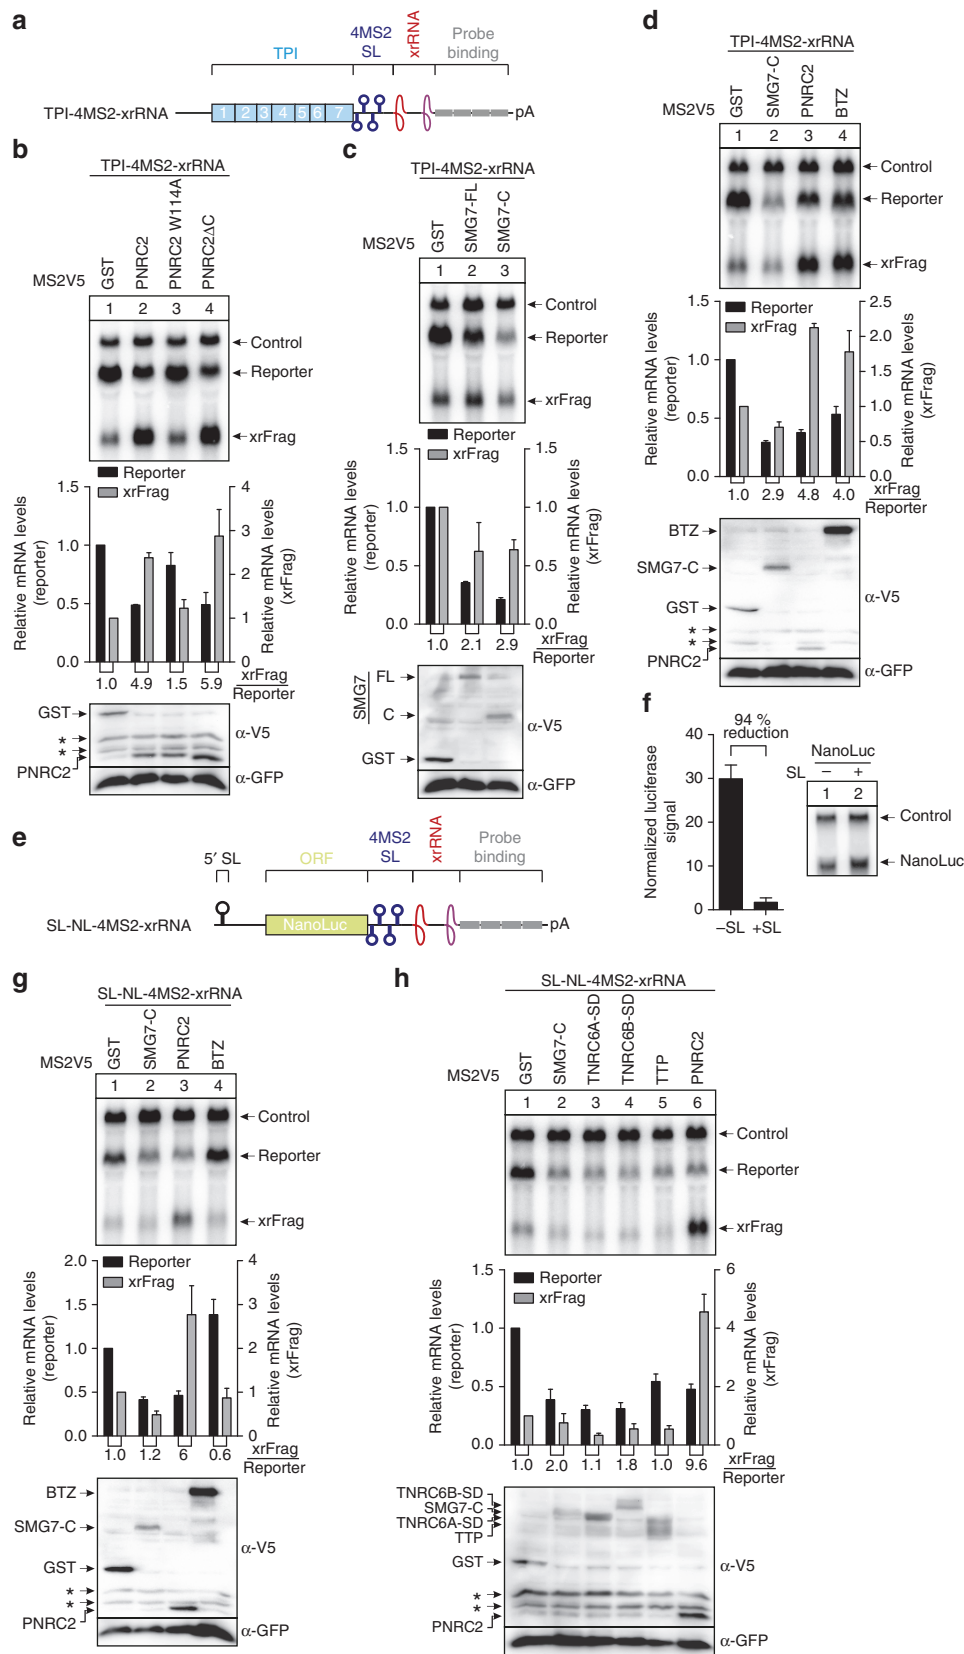 a
TPI
4MS2
SL
xrRNA
Probe
binding
TPI-4MS2-xrRNA
1 2 3 4 5 6 7
pA
b
TPI-4MS2-xrRNA
MS2V5
GST
PNRC2
PNRC2 W114A
PNRC2ΔC
1 2 3 4
Control
Reporter
xrFrag
Reporter
xrFrag
Relative mRNA levels
(reporter)
1.5
1.0
0.5
0.0
4
3
2
1
0
Relative mRNA levels
(xrFrag)
1.0 4.9 1.5 5.9
xrFrag
Reporter
GST
*
*
PNRC2
α-V5
α-GFP
c
TPI-4MS2-xrRNA
MS2V5
GST
SMG7-FL
SMG7-C
1 2 3
Control
Reporter
xrFrag
Reporter
xrFrag
Relative mRNA levels
(reporter)
1.5
1.0
0.5
0.0
1.5
1.0
0.5
0.0
Relative mRNA levels
(xrFrag)
1.0 2.1 2.9
xrFrag
Reporter
SMG7
FL
C
GST
α-V5
α-GFP
d
TPI-4MS2-xrRNA
MS2V5
GST
SMG7-C
PNRC2
BTZ
1 2 3 4
Control
Reporter
xrFrag
Reporter
xrFrag
Relative mRNA levels
(reporter)
1.5
1.0
0.5
0.0
2.5
2.0
1.5
1.0
0.5
0.0
Relative mRNA levels
(xrFrag)
1.0 2.9 4.8 4.0
xrFrag
Reporter
BTZ
SMG7-C
GST
*
*
PNRC2
α-V5
α-GFP
e
5′ SL
ORF
4MS2
SL
xrRNA
Probe
binding
SL-NL-4MS2-xrRNA
NanoLuc
pA
f
94 %
reduction
Normalized luciferase
signal
40
30
20
10
0
–SL +SL
NanoLuc
SL – +
1 2
Control
NanoLuc
g
SL-NL-4MS2-xrRNA
MS2V5
GST
SMG7-C
PNRC2
BTZ
1 2 3 4
Control
Reporter
xrFrag
Reporter
xrFrag
Relative mRNA levels
(reporter)
2.0
1.5
1.0
0.5
0.0
4
3
2
1
0
Relative mRNA levels
(xrFrag)
1.0 1.2 6 0.6
xrFrag
Reporter
BTZ
SMG7-C
GST
*
*
PNRC2
α-V5
α-GFP
h
SL-NL-4MS2-xrRNA
MS2V5
GST
SMG7-C
TNRC6A-SD
TNRC6B-SD
TTP
PNRC2
1 2 3 4 5 6
Control
Reporter
xrFrag
Reporter
xrFrag
Relative mRNA levels
(reporter)
1.5
1.0
0.5
0.0
6
4
2
0
Relative mRNA levels
(xrFrag)
1.0 2.0 1.1 1.8 1.0 9.6
xrFrag
Reporter
TNRC6B-SD
SMG7-C
TNRC6A-SD
TTP
GST
*
*
PNRC2
α-V5
α-GFP